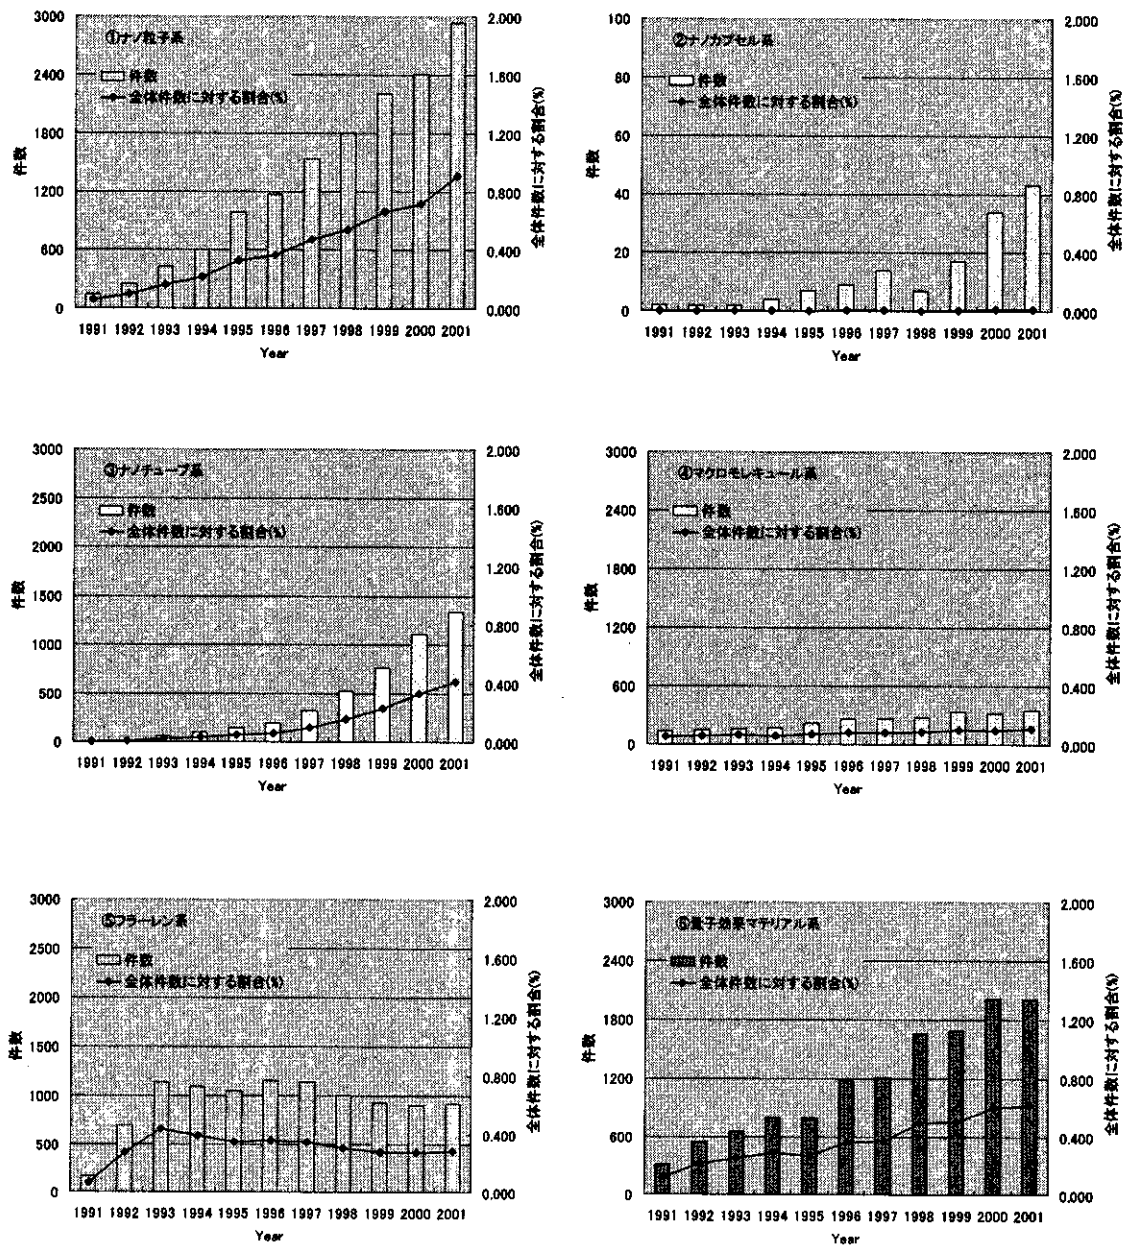 ①ナノ粒子系
件数
全体件数に対する割合(%)
3000
2400
1800
1200
600
0
件数
2.000
1.600
1.200
0.800
0.400
0.000
全体件数に対する割合(%)
1991 1992 1993 1994 1995 1996 1997 1998 1999 2000 2001
Year
②ナノカプセル系
件数
全体件数に対する割合(%)
100
80
60
40
20
0
件数
2.000
1.600
1.200
0.800
0.400
0.000
全体件数に対する割合(%)
1991 1992 1993 1994 1995 1996 1997 1998 1999 2000 2001
Year
③ナノチューブ系
件数
全体件数に対する割合(%)
3000
2500
2000
1500
1000
500
0
件数
2.000
1.600
1.200
0.800
0.400
0.000
全体件数に対する割合(%)
1991 1992 1993 1994 1995 1996 1997 1998 1999 2000 2001
Year
④マクロモレキュール系
件数
全体件数に対する割合(%)
3000
2400
1800
1200
600
0
件数
2.000
1.600
1.200
0.800
0.400
0.000
全体件数に対する割合(%)
1991 1992 1993 1994 1995 1996 1997 1998 1999 2000 2001
Year
⑤フラーレン系
件数
全体件数に対する割合(%)
3000
2500
2000
1500
1000
500
0
件数
2.000
1.600
1.200
0.800
0.400
0.000
全体件数に対する割合(%)
1991 1992 1993 1994 1995 1996 1997 1998 1999 2000 2001
Year
⑥量子効果マテリアル系
件数
全体件数に対する割合(%)
3000
2400
1800
1200
600
0
件数
2.000
1.600
1.200
0.800
0.400
0.000
全体件数に対する割合(%)
1991 1992 1993 1994 1995 1996 1997 1998 1999 2000 2001
Year